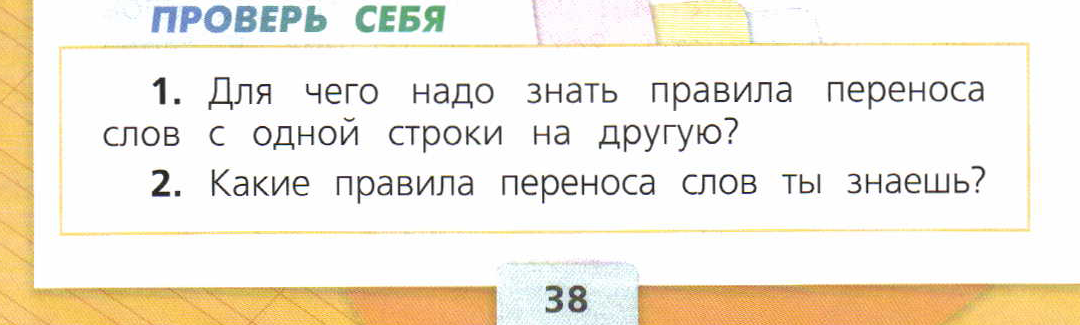 ПРОВЕРЬ СЕБЯ
1. Для чего надо знать правила переноса
слов с одной строки на другую?
2. Какие правила переноса слов ты знаешь?
38